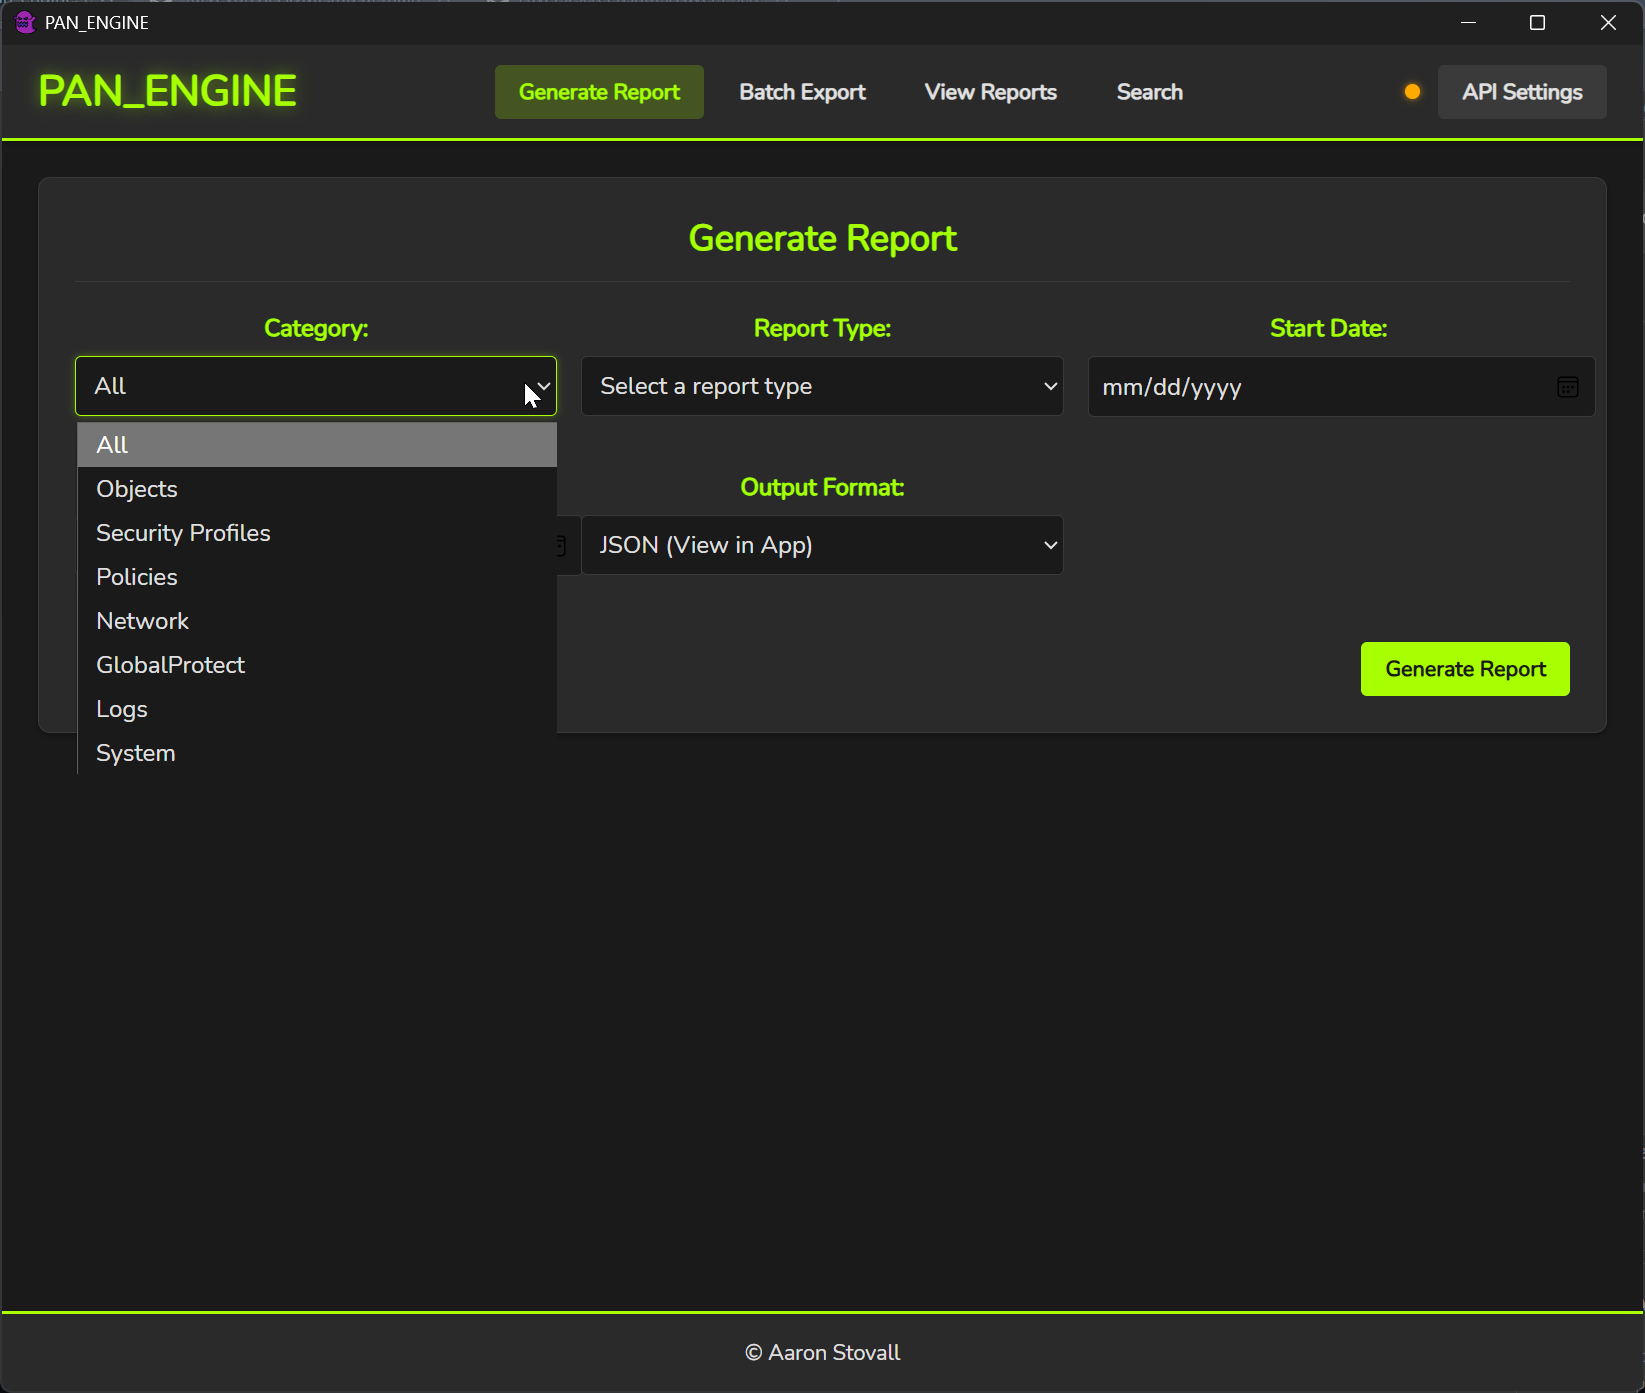 PAN_ENGINE
PAN_ENGINE
Generate Report
Batch Export
View Reports
Search
API Settings
Generate Report
Category:
Report Type:
Start Date:
All
Select a report type
mm/dd/yyyy
All
Objects
Security Profiles
Policies
Network
GlobalProtect
Logs
System
Output Format:
JSON (View in App)
Generate Report
© Aaron Stovall